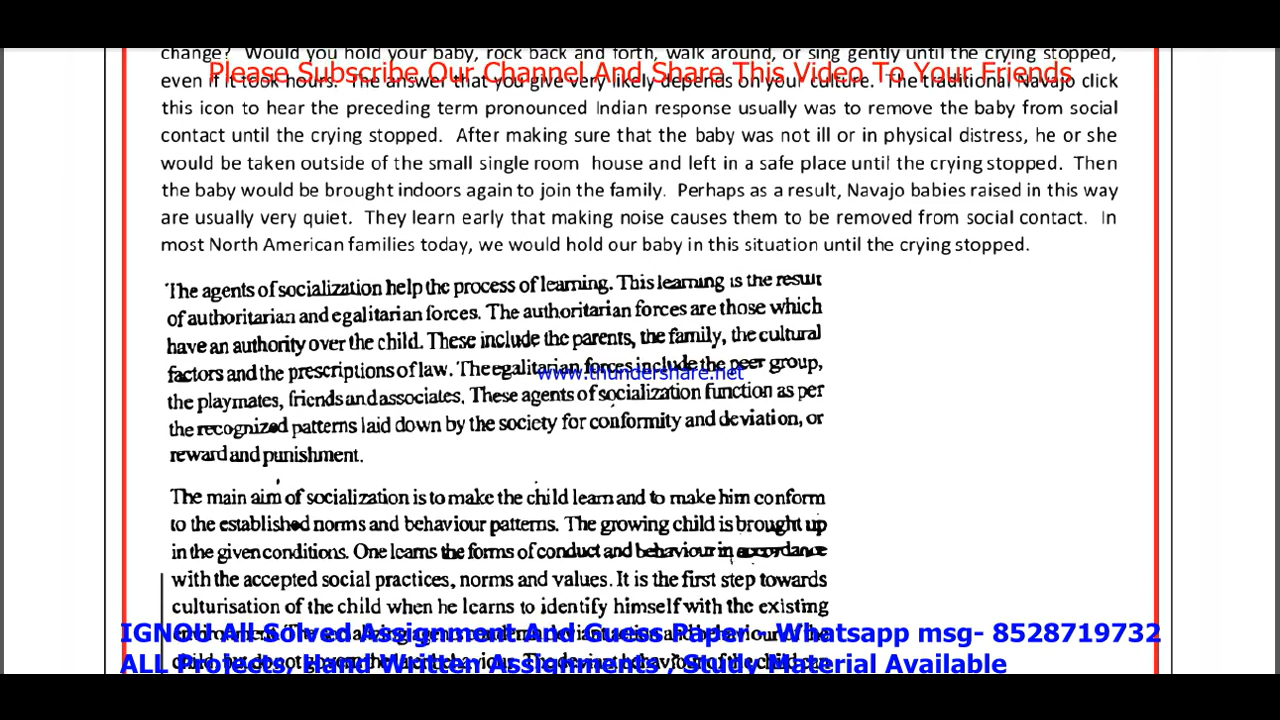 change? Would you hold your baby, rock back and forth, walk around, or sing gently until the crying stopped,
Please Subscribe Our Channel And Share This Video To Your Friends
even if it took hours. The answer that you give very likely depends on your culture. The traditional Navajo click
this icon to hear the preceding term pronounced Indian response usually was to remove the baby from social
contact until the crying stopped. After making sure that the baby was not ill or in physical distress, he or she
would be taken outside of the small single room house and left in a safe place until the crying stopped. Then
the baby would be brought indoors again to join the family. Perhaps as a result, Navajo babies raised in this way
are usually very quiet. They learn early that making noise causes them to be removed from social contact. In
most North American families today, we would hold our baby in this situation until the crying stopped.
The agents of socialization help the process of learning. This learning is the result
of authoritarian and egalitarian forces. The authoritarian forces are those which
have an authority over the child. These include the parents, the family, the cultural
factors and the prescriptions of law. The egalitarian forces include the peer group,
www.thundershare.net
the playmates, friends and associates. These agents of socialization function as per
the recognized patterns laid down by the society for conformity and deviation, or
reward and punishment.
The main aim of socialization is to make the child learn and to make him conform
to the established norms and behaviour patterns. The growing child is brought up
in the given conditions. One learns the forms of conduct and behaviour in accordance
with the accepted social practices, norms and values. It is the first step towards
culturisation of the child when he learns to identify himself with the existing
IGNOU All Solved Assignment And Guess Paper - Whatsapp msg- 8528719732
ALL Projects, Hand Written Assignments , Study Material Available